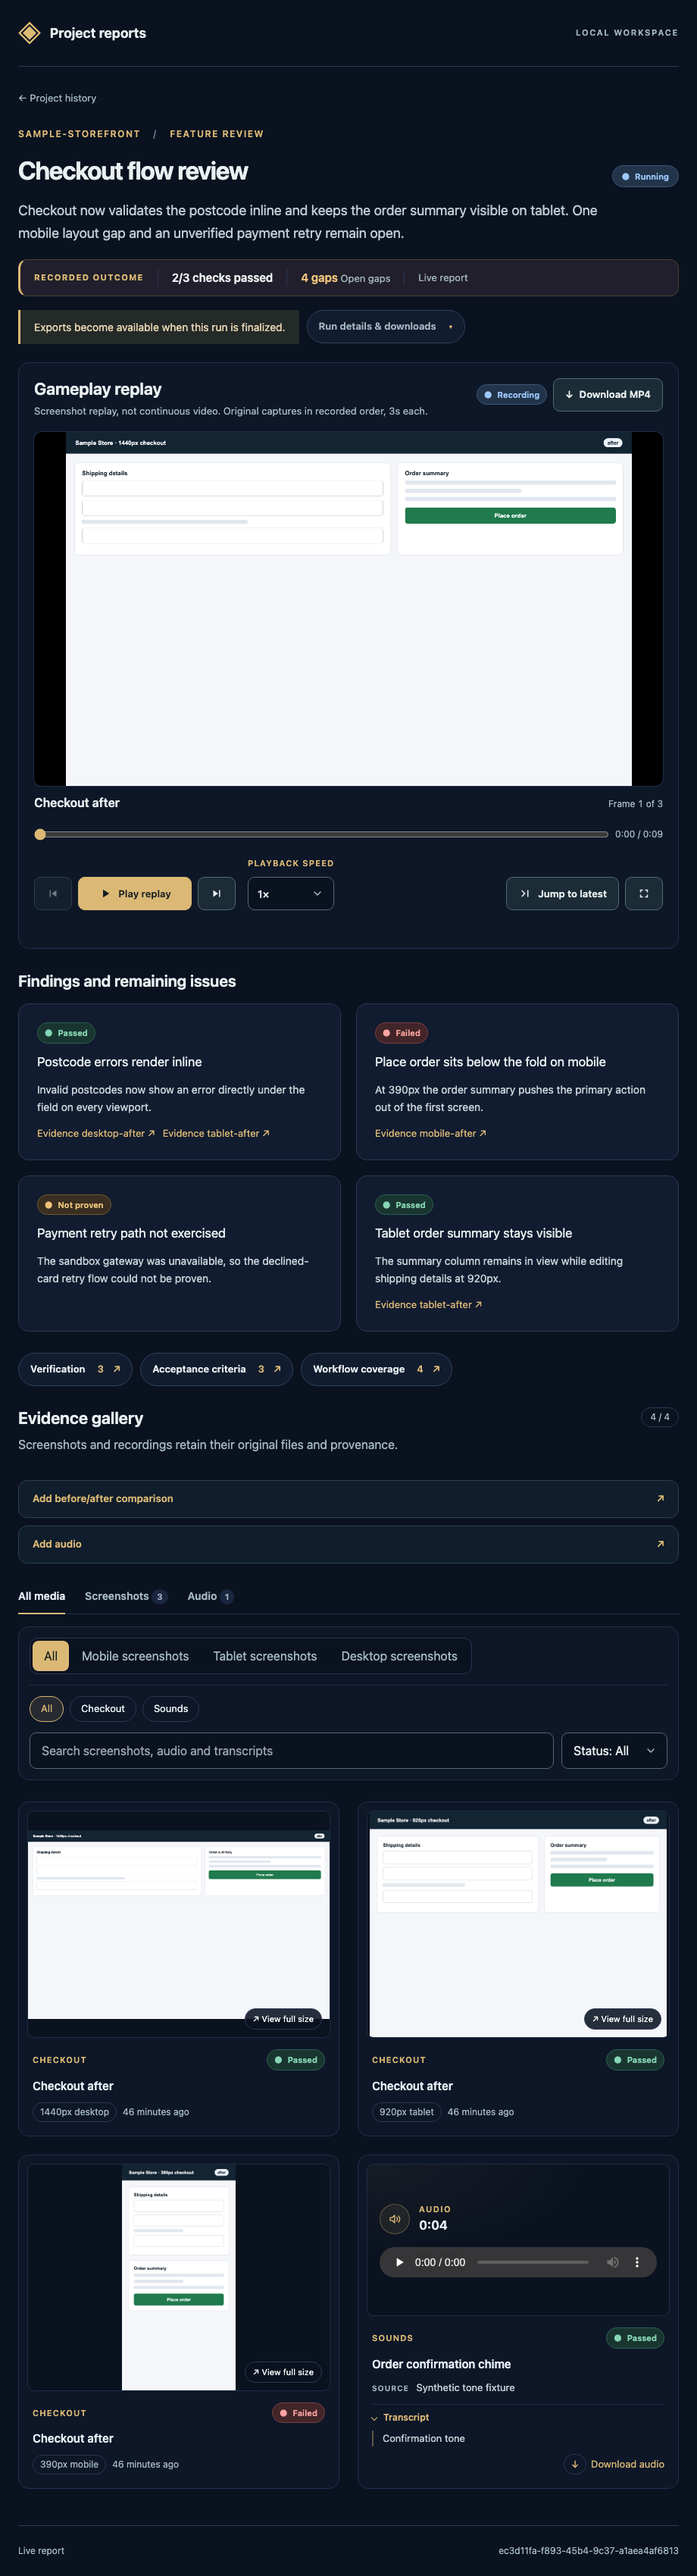 Project reports
LOCAL WORKSPACE
← Project history
SAMPLE-STOREFRONT / FEATURE REVIEW
Checkout flow review
Running
Checkout now validates the postcode inline and keeps the order summary visible on tablet. One
mobile layout gap and an unverified payment retry remain open.
RECORDED OUTCOME
2/3 checks passed
4 gaps Open gaps
Live report
Exports become available when this run is finalized.
Run details & downloads
Gameplay replay
Screenshot replay, not continuous video. Original captures in recorded order, 3s each.
Recording
↓ Download MP4
Sample Store · 1440px checkout
after
Shipping details
Order summary
Place order
Checkout after
Frame 1 of 3
0:00 / 0:09
PLAYBACK SPEED
Play replay
1×
Jump to latest
Findings and remaining issues
Passed
Postcode errors render inline
Invalid postcodes now show an error directly under the
field on every viewport.
Evidence desktop-after ↗ Evidence tablet-after ↗
Failed
Place order sits below the fold on mobile
At 390px the order summary pushes the primary action
out of the first screen.
Evidence mobile-after ↗
Not proven
Payment retry path not exercised
The sandbox gateway was unavailable, so the declined-
card retry flow could not be proven.
Passed
Tablet order summary stays visible
The summary column remains in view while editing
shipping details at 920px.
Evidence tablet-after ↗
Verification 3 ↗
Acceptance criteria 3 ↗
Workflow coverage 4 ↗
Evidence gallery
4 / 4
Screenshots and recordings retain their original files and provenance.
Add before/after comparison ↗
Add audio ↗
All media
Screenshots 3
Audio 1
All
Mobile screenshots
Tablet screenshots
Desktop screenshots
All
Checkout
Sounds
Search screenshots, audio and transcripts
Status: All
Sample Store · 1440px checkout
after
Shipping details
Order summary
Place order
↗ View full size
CHECKOUT
Passed
Checkout after
1440px desktop
46 minutes ago
Sample Store · 920px checkout
after
Shipping details
Order summary
Place order
↗ View full size
CHECKOUT
Passed
Checkout after
920px tablet
46 minutes ago
Sample Store · 390px checkout
after
Shipping details
Order summary
Place order
↗ View full size
CHECKOUT
Failed
Checkout after
390px mobile
46 minutes ago
AUDIO
0:04
0:00 / 0:00
SOUNDS
Passed
Order confirmation chime
SOURCE Synthetic tone fixture
Transcript
Confirmation tone
↓ Download audio
Live report
ec3d11fa-f893-45b4-9c37-a1aea4af6813